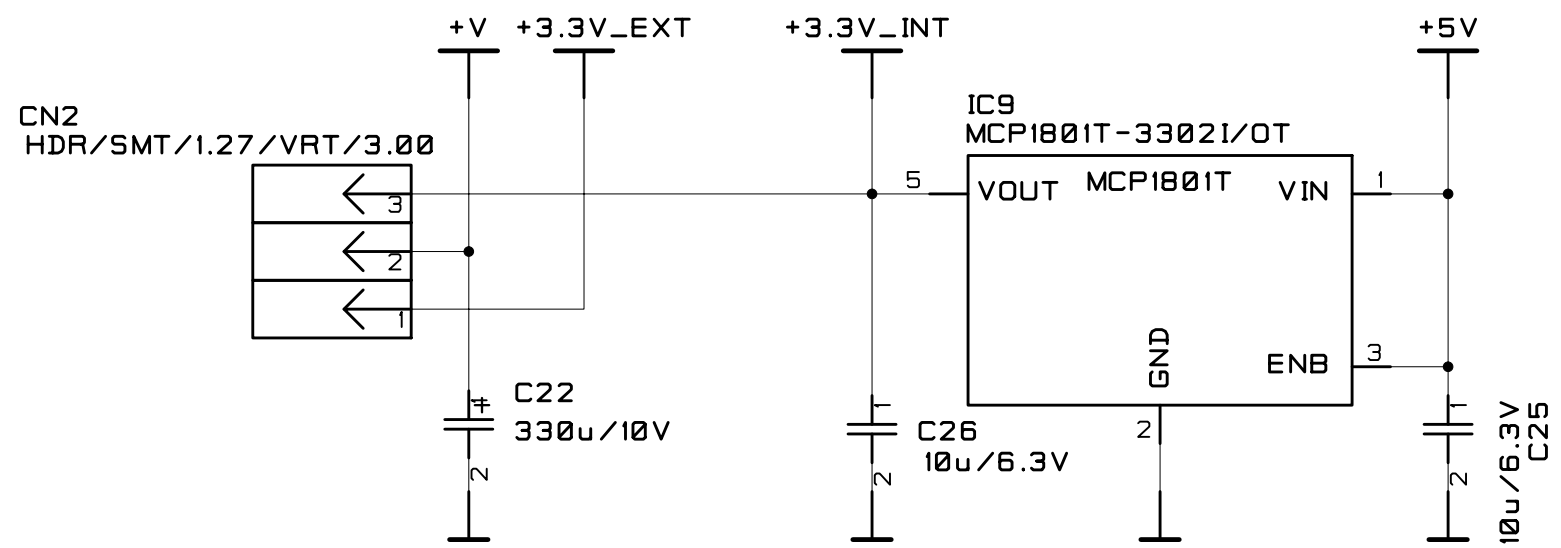 +V
+3.3V_EXT
+3.3V_INT
+5V
CN2
HDR/SMT/1.27/VRT/3.00
IC9
MCP1801T-3302I/OT
3
2
1
5
VOUT
MCP1801T
VIN
1
GND
ENB
3
2
1
+
C22
330u/10V
2
1
C26
10u/6.3V
2
1
10u/6.3V
C25
2